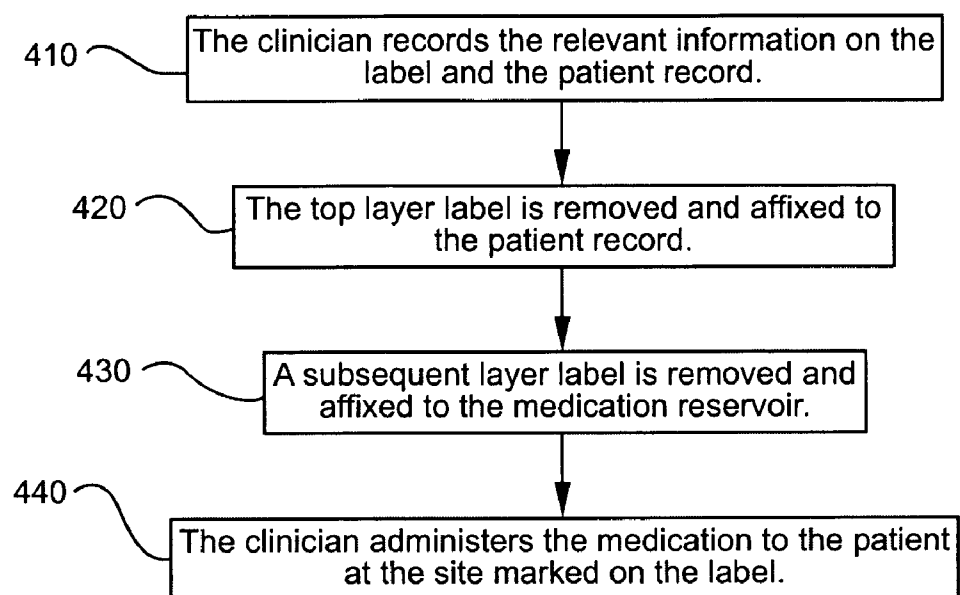 410
The clinician records the relevant information on the
label and the patient record.
420
The top layer label is removed and affixed to
the patient record.
430
A subsequent layer label is removed and
affixed to the medication reservoir.
440
The clinician administers the medication to the patient
at the site marked on the label.